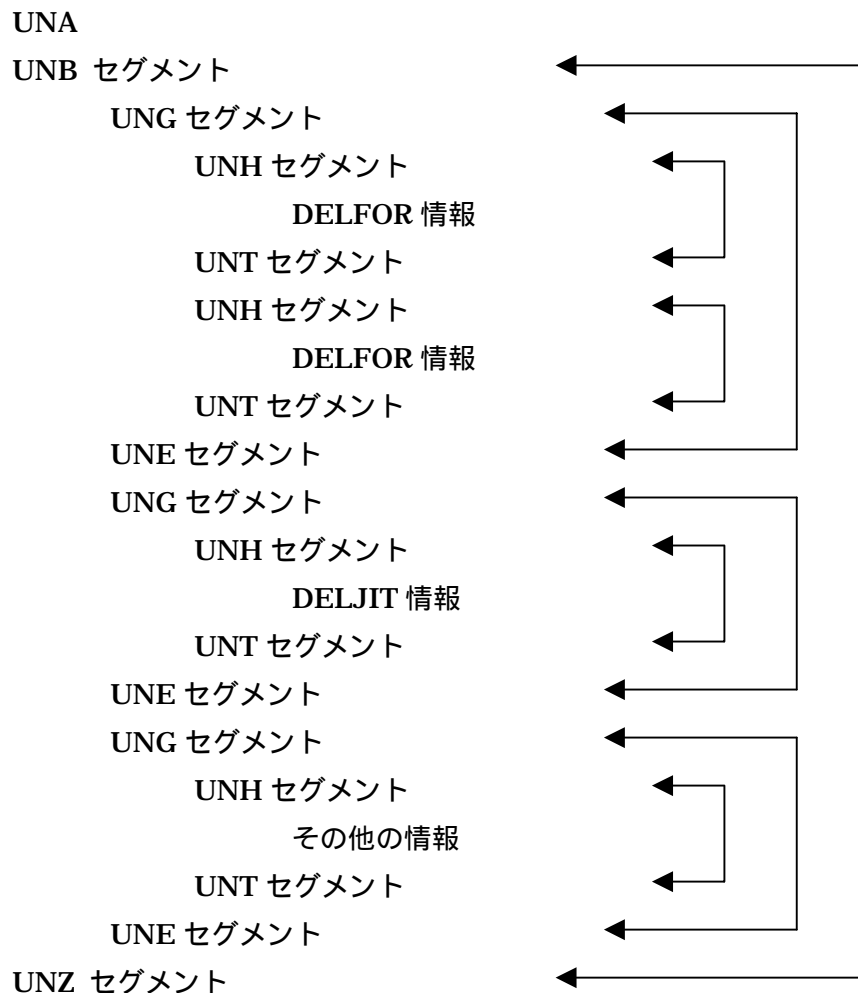 UNA
UNB セグメント
UNG セグメント
UNH セグメント
DELFOR 情報
UNT セグメント
UNH セグメント
DELFOR 情報
UNT セグメント
UNE セグメント
UNG セグメント
UNH セグメント
DELJIT 情報
UNT セグメント
UNE セグメント
UNG セグメント
UNH セグメント
その他の情報
UNT セグメント
UNE セグメント
UNZ セグメント